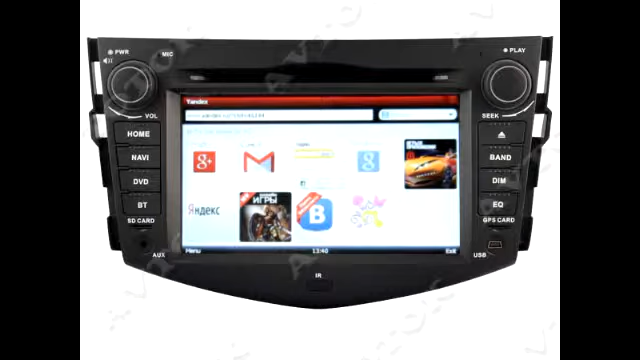 PWR
MIC
PLAY
VOL
SEEK
HOME
NAVI
DVD
BT
SD CARD
AUX
BAND
DIM
EQ
GPS CARD
USB
IR
Yandex
g+
M
g
Яндекс
ИГРЫ
B
Menu
13:40
Exit